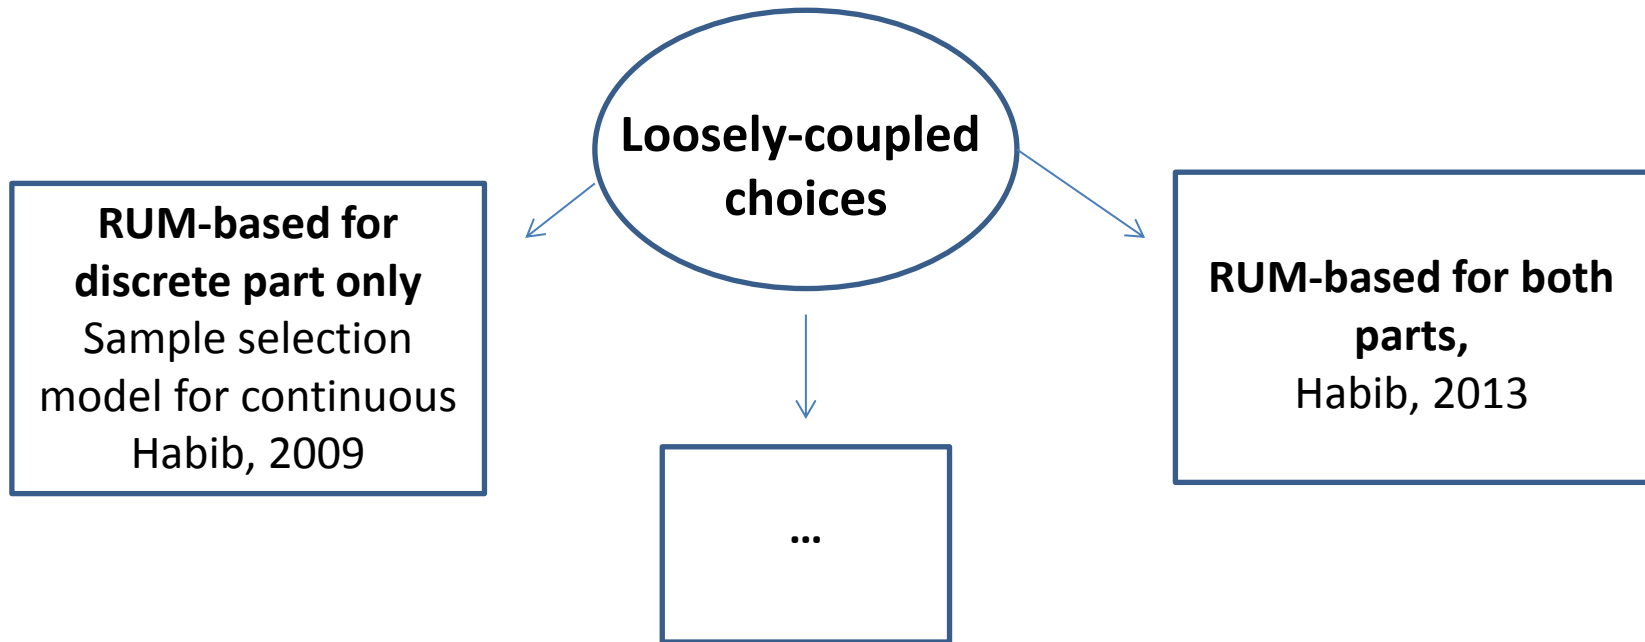 Loosely-coupled
choices
RUM-based for
discrete part only
Sample selection
model for continuous
Habib, 2009
RUM-based for both
parts,
Habib, 2013
...